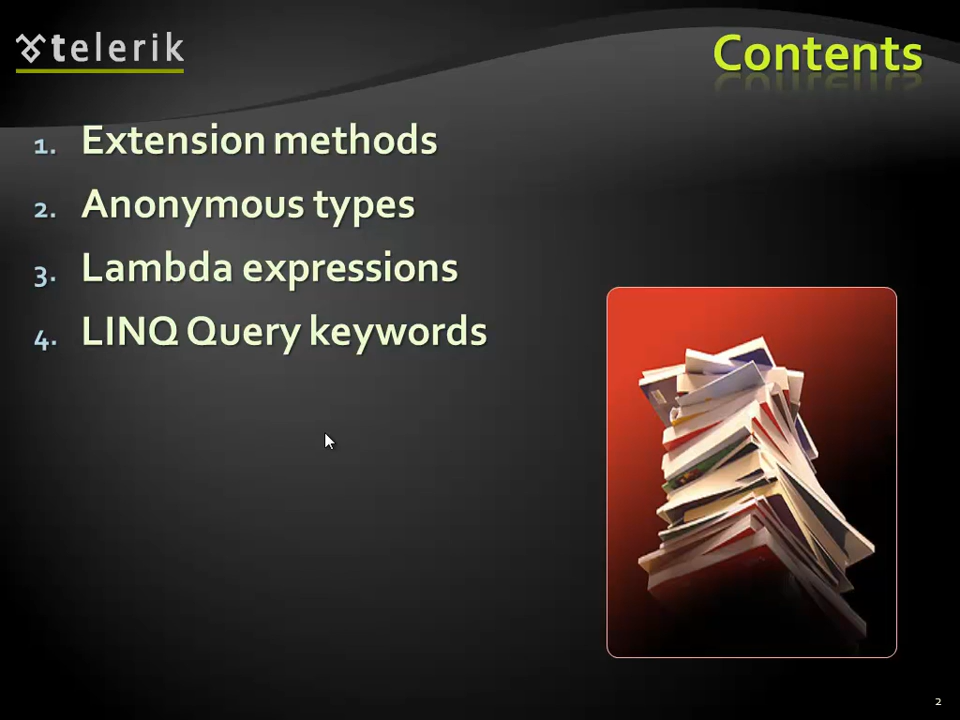 telerik
Contents
1. Extension methods
2. Anonymous types
3. Lambda expressions
4. LINQ Query keywords
2